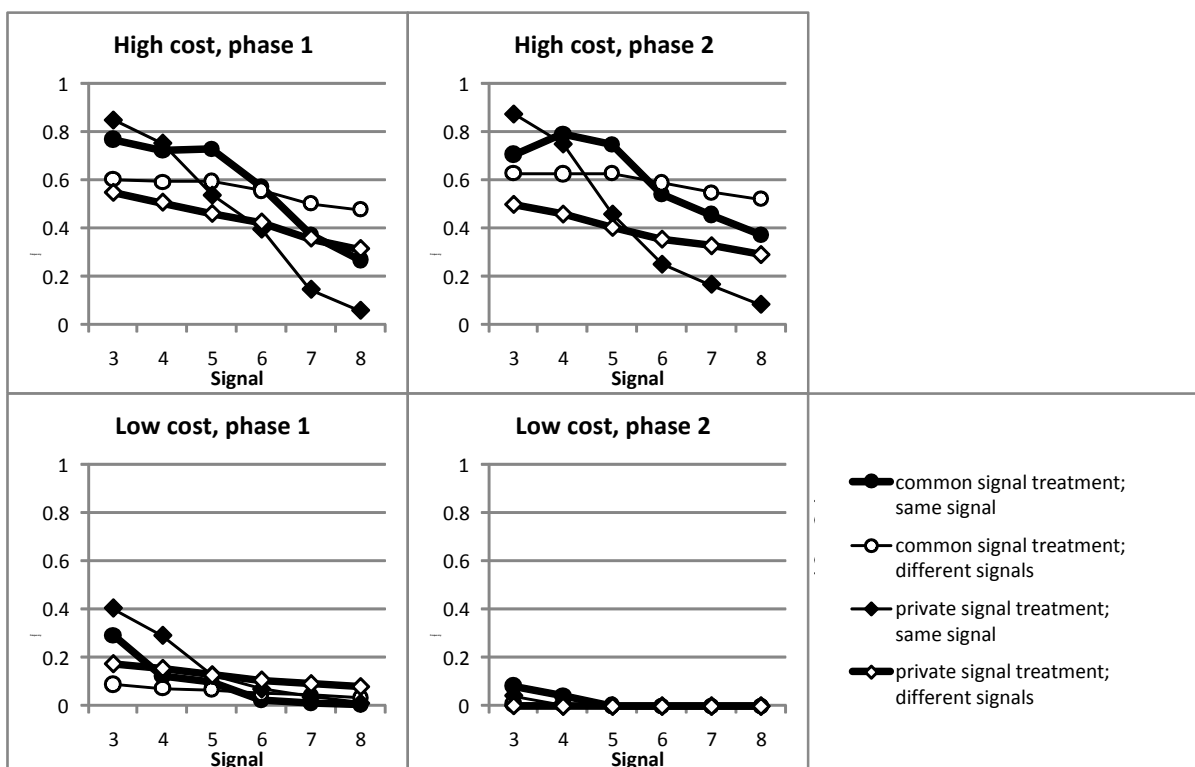 High cost, phase 1
1
0.8
0.6
0.4
0.2
0
3 4 5 6 7 8
Signal
High cost, phase 2
1
0.8
0.6
0.4
0.2
0
3 4 5 6 7 8
Signal
Low cost, phase 1
1
0.8
0.6
0.4
0.2
0
3 4 5 6 7 8
Signal
Low cost, phase 2
1
0.8
0.6
0.4
0.2
0
3 4 5 6 7 8
Signal
common signal treatment;
same signal
common signal treatment;
different signals
private signal treatment;
same signal
private signal treatment;
different signals